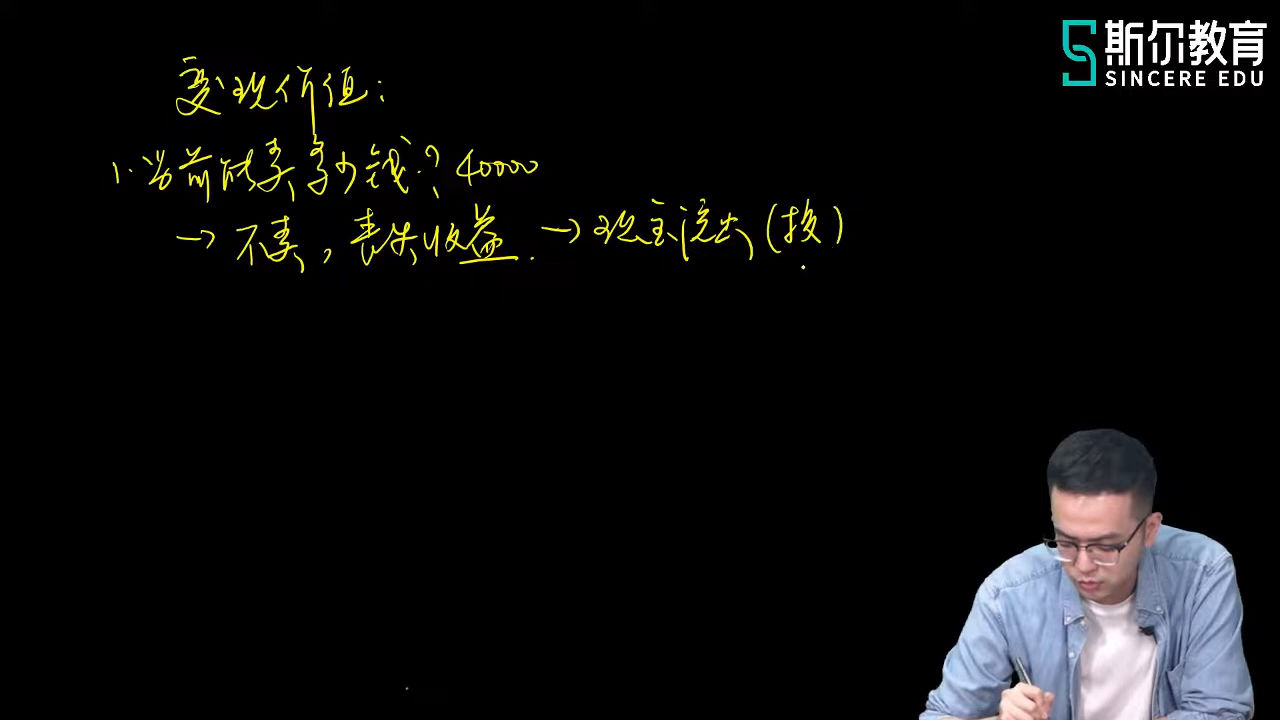 斯尔教育
SINCERE EDU
变现价值:
1.当前能卖多少钱?40000
→不卖,丧失收益.→现金流出(投)